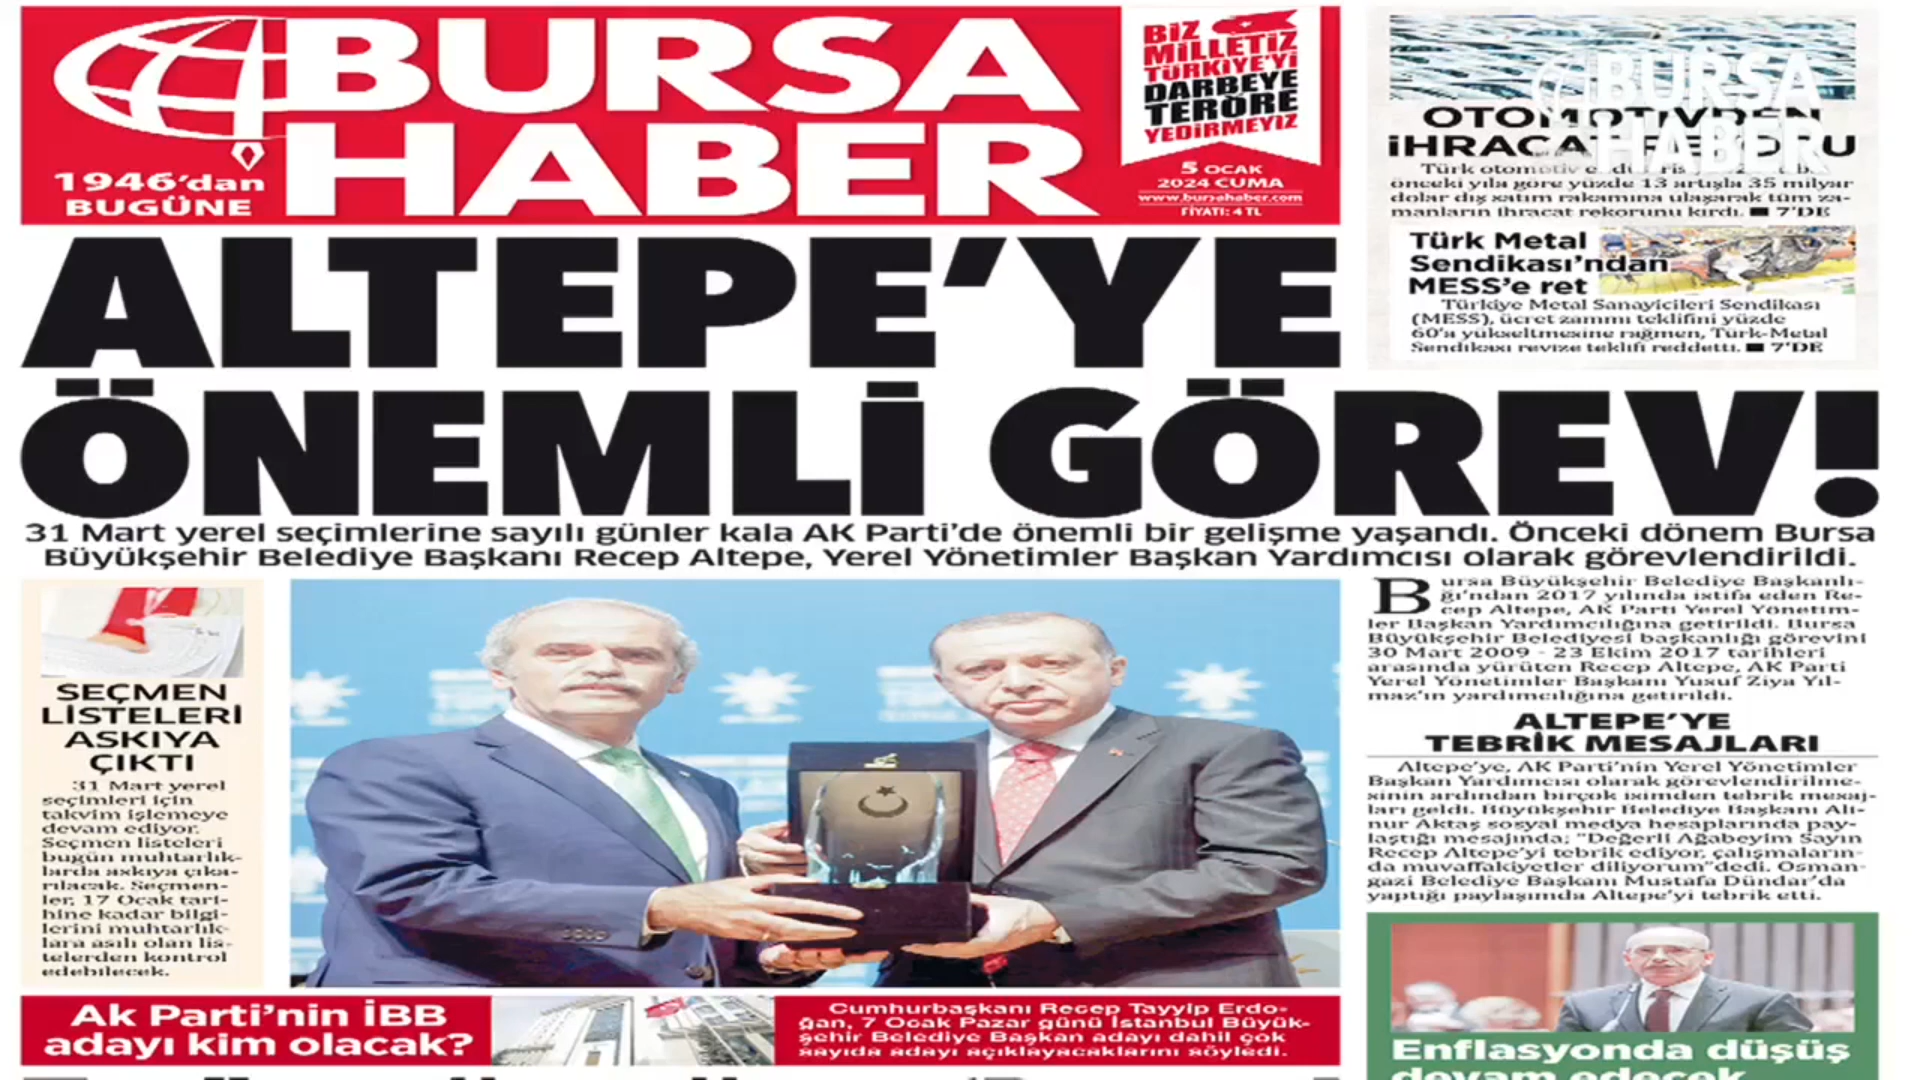 BURSA
HABER
1946'dan
BUGÜNE
BİZ
MİLLETİZ
TÜRKİYE'Yİ
DARBEYE
TERÖRE
YEDİRMEYİZ
5 OCAK
2024 CUMA
www.bursahaber.com
FİYATI: 4 TL
ALTEPE'YE
ÖNEMLİ GÖREV!
31 Mart yerel seçimlerine sayılı günler kala AK Parti'de önemli bir gelişme yaşandı. Önceki dönem Bursa
Büyükşehir Belediye Başkanı Recep Altepe, Yerel Yönetimler Başkan Yardımcısı olarak görevlendirildi.
BURSA
HABER
OTOMOTİVDEN
İHRACAT
Türk otomotiv
önceki yıla göre yüzde 13 artışla 35 milyar
dolar dış satım rakamına ulaşarak tüm za-
manların ihracat rekorunu kırdı. ■ 7'DE
Türk Metal
Sendikası'ndan
MESS'e ret
Türkiye Metal Sanayicileri Sendikası
(MESS), ücret zammı teklifini yüzde
60'a yükseltmesine rağmen, Türk-Metal
Sendikası revize teklifi reddetti. ■ 7'DE
SEÇMEN
LİSTELERİ
ASKIYA
ÇIKTI
31 Mart yerel
seçimleri için
takvim işlemeye
devam ediyor.
Seçmen listeleri
bugün muhtarlık-
larda askıya çıka-
rılacak. Seçmen-
ler, 17 Ocak tari-
hine kadar bilgi-
lerini muhtarlık-
lara asılı olan lis-
telerden kontrol
edebilecek.
Bursa Büyükşehir Belediye Başkanlı-
ğı'ndan 2017 yılında istifa eden Re-
cep Altepe, AK Parti Yerel Yönetim-
ler Başkan Yardımcılığına getirildi. Bursa
Büyükşehir Belediyesi başkanlığı görevini
30 Mart 2009 - 23 Ekim 2017 tarihleri
arasında yürüten Recep Altepe, AK Parti
Yerel Yönetimler Başkanı Yusuf Ziya Yıl-
maz'ın yardımcılığına getirildi.
ALTEPE'YE
TEBRİK MESAJLARI
Altepe'ye, AK Parti'nin Yerel Yönetimler
Başkan Yardımcısı olarak görevlendirilme-
sinin ardından birçok isimden tebrik mesaj-
ları geldi. Büyükşehir Belediye Başkanı Ali-
nur Aktaş sosyal medya hesaplarında pay-
laştığı mesajında; "Değerli Ağabeyim Sayın
Recep Altepe'yi tebrik ediyor, çalışmaların-
da muvaffakiyetler diliyorum" dedi. Osman-
gazi Belediye Başkanı Mustafa Dündar'da
yaptığı paylaşımda Altepe'yi tebrik etti.
Ak Parti'nin İBB
adayı kim olacak?
Cumhurbaşkanı Recep Tayyip Erdo-
ğan, 7 Ocak Pazar günü İstanbul Büyük-
şehir Belediye Başkan adayı dahil çok
sayıda adayı açıklayacaklarını söyledi.
Enflasyonda düşüş
devam edecek